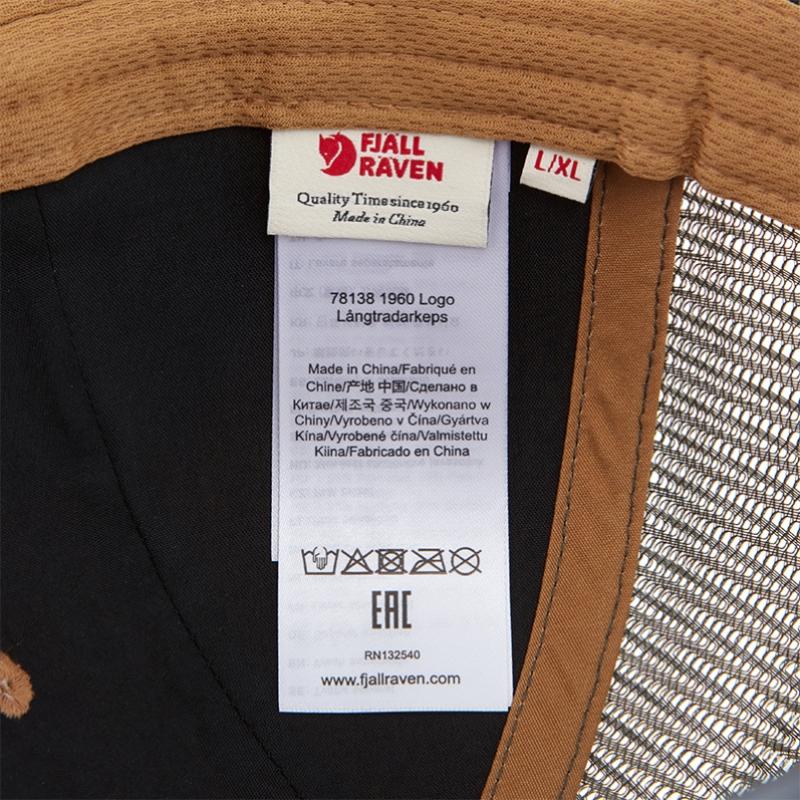 FJÄLL
RÄVEN
L/XL
Quality Time since 1960
Made in China
78138 1960 Logo
Långtradarkeps
Made in China/Fabriqué en
Chine/产地 中国/Сделано в
Китае/제조국 중국/Wykonano w
Chiny/Vyrobeno v Čína/Gyártva
Kína/Vyrobené čína/Valmistettu
Kiina/Fabricado en China
EAC
RN132540
www.fjallraven.com